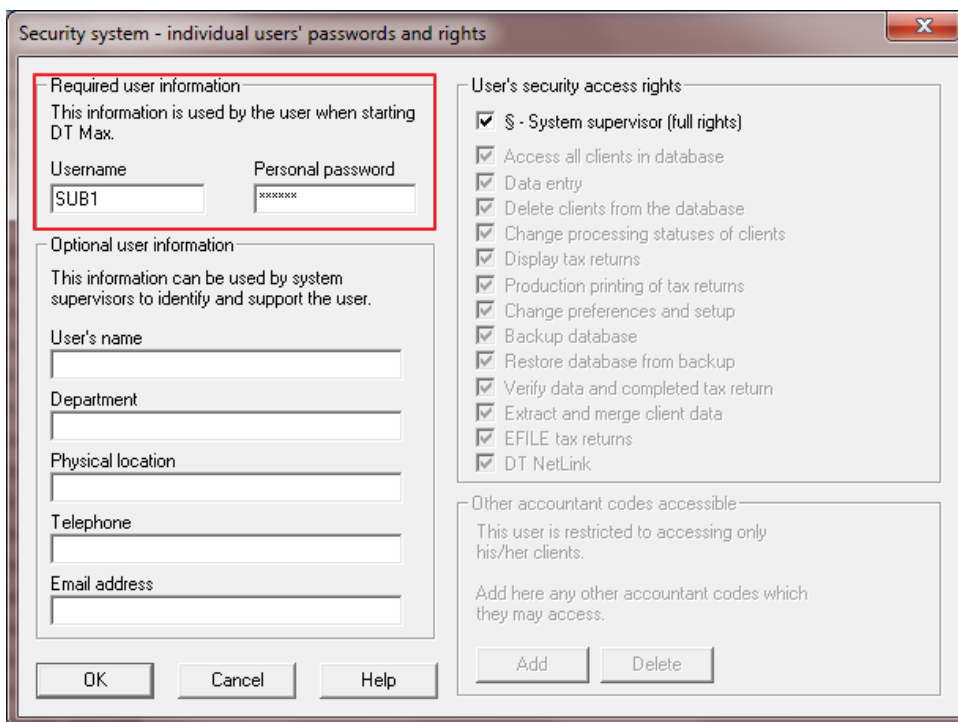 Security system - individual users' passwords and rights
Required user information
This information is used by the user when starting
DT Max.
Username
Personal password
SUB1
××××××
Optional user information
This information can be used by system
supervisors to identify and support the user.
User's name
Department
Physical location
Telephone
Email address
OK
Cancel
Help
User's security access rights
§ - System supervisor (full rights)
Access all clients in database
Data entry
Delete clients from the database
Change processing statuses of clients
Display tax returns
Production printing of tax returns
Change preferences and setup
Backup database
Restore database from backup
Verify data and completed tax return
Extract and merge client data
EFILE tax returns
DT NetLink
Other accountant codes accessible
This user is restricted to accessing only
his/her clients.
Add here any other accountant codes which
they may access.
Add
Delete